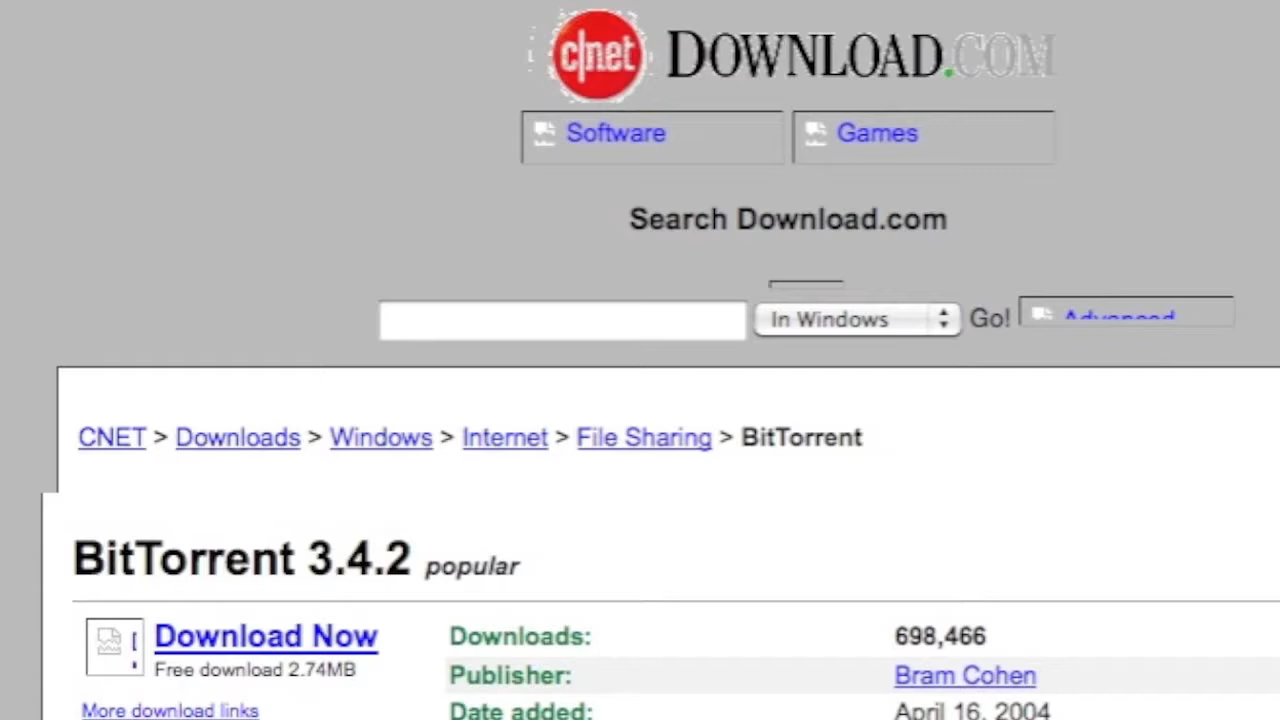 c|net DOWNLOAD.COM
Software Games
Search Download.com
In Windows Go! Advanced
CNET > Downloads > Windows > Internet > File Sharing > BitTorrent
BitTorrent 3.4.2 popular
Download Now Downloads: 698,466
Free download 2.74MB Publisher: Bram Cohen
More download links Date added: April 16, 2004